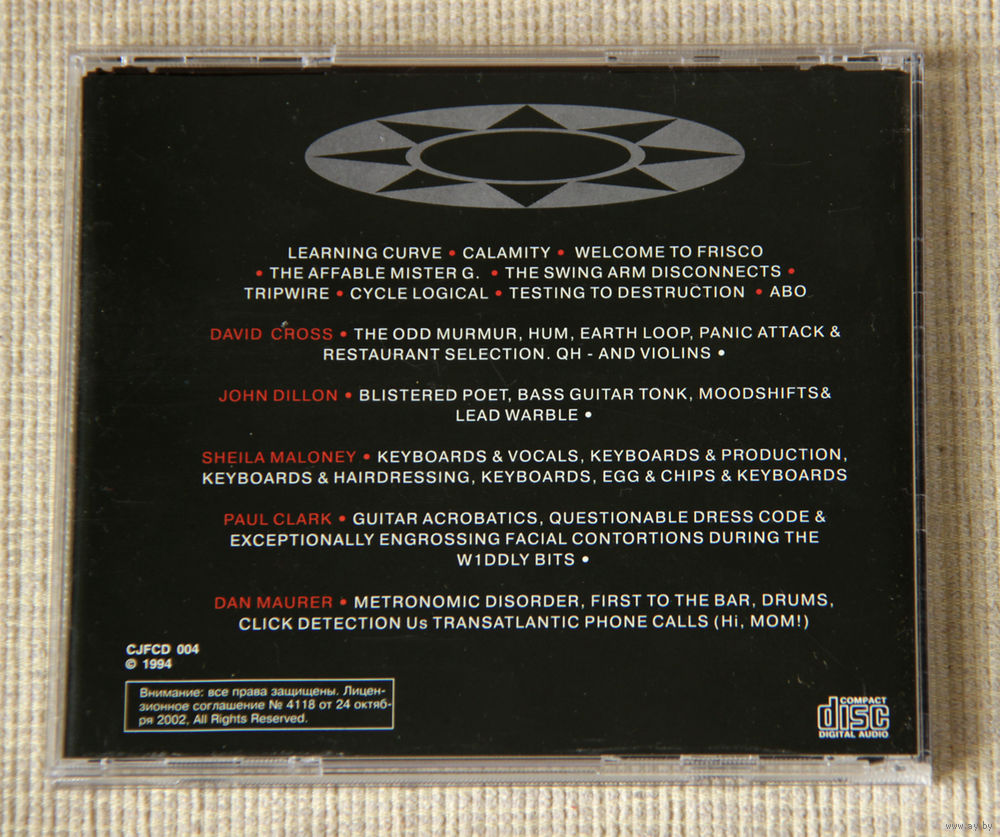 LEARNING CURVE • CALAMITY • WELCOME TO FRISCO
• THE AFFABLE MISTER G. • THE SWING ARM DISCONNECTS •
TRIPWIRE • CYCLE LOGICAL • TESTING TO DESTRUCTION • ABO
DAVID CROSS • THE ODD MURMUR, HUM, EARTH LOOP, PANIC ATTACK &
RESTAURANT SELECTION. QH - AND VIOLINS •
JOHN DILLON • BLISTERED POET, BASS GUITAR TONK, MOODSHIFTS&
LEAD WARBLE •
SHEILA MALONEY • KEYBOARDS & VOCALS, KEYBOARDS & PRODUCTION,
KEYBOARDS & HAIRDRESSING, KEYBOARDS, EGG & CHIPS & KEYBOARDS
PAUL CLARK • GUITAR ACROBATICS, QUESTIONABLE DRESS CODE &
EXCEPTIONALLY ENGROSSING FACIAL CONTORTIONS DURING THE
W1DDLY BITS •
DAN MAURER • METRONOMIC DISORDER, FIRST TO THE BAR, DRUMS,
CLICK DETECTION Us TRANSATLANTIC PHONE CALLS (Hi, MOM!)
CJFCD 004
© 1994
Внимание: все права защищены. Лицен-
зионное соглашение № 4118 от 24 октяб-
ря 2002, All Rights Reserved.
COMPACT
disc
DIGITAL AUDIO
www.ay.by